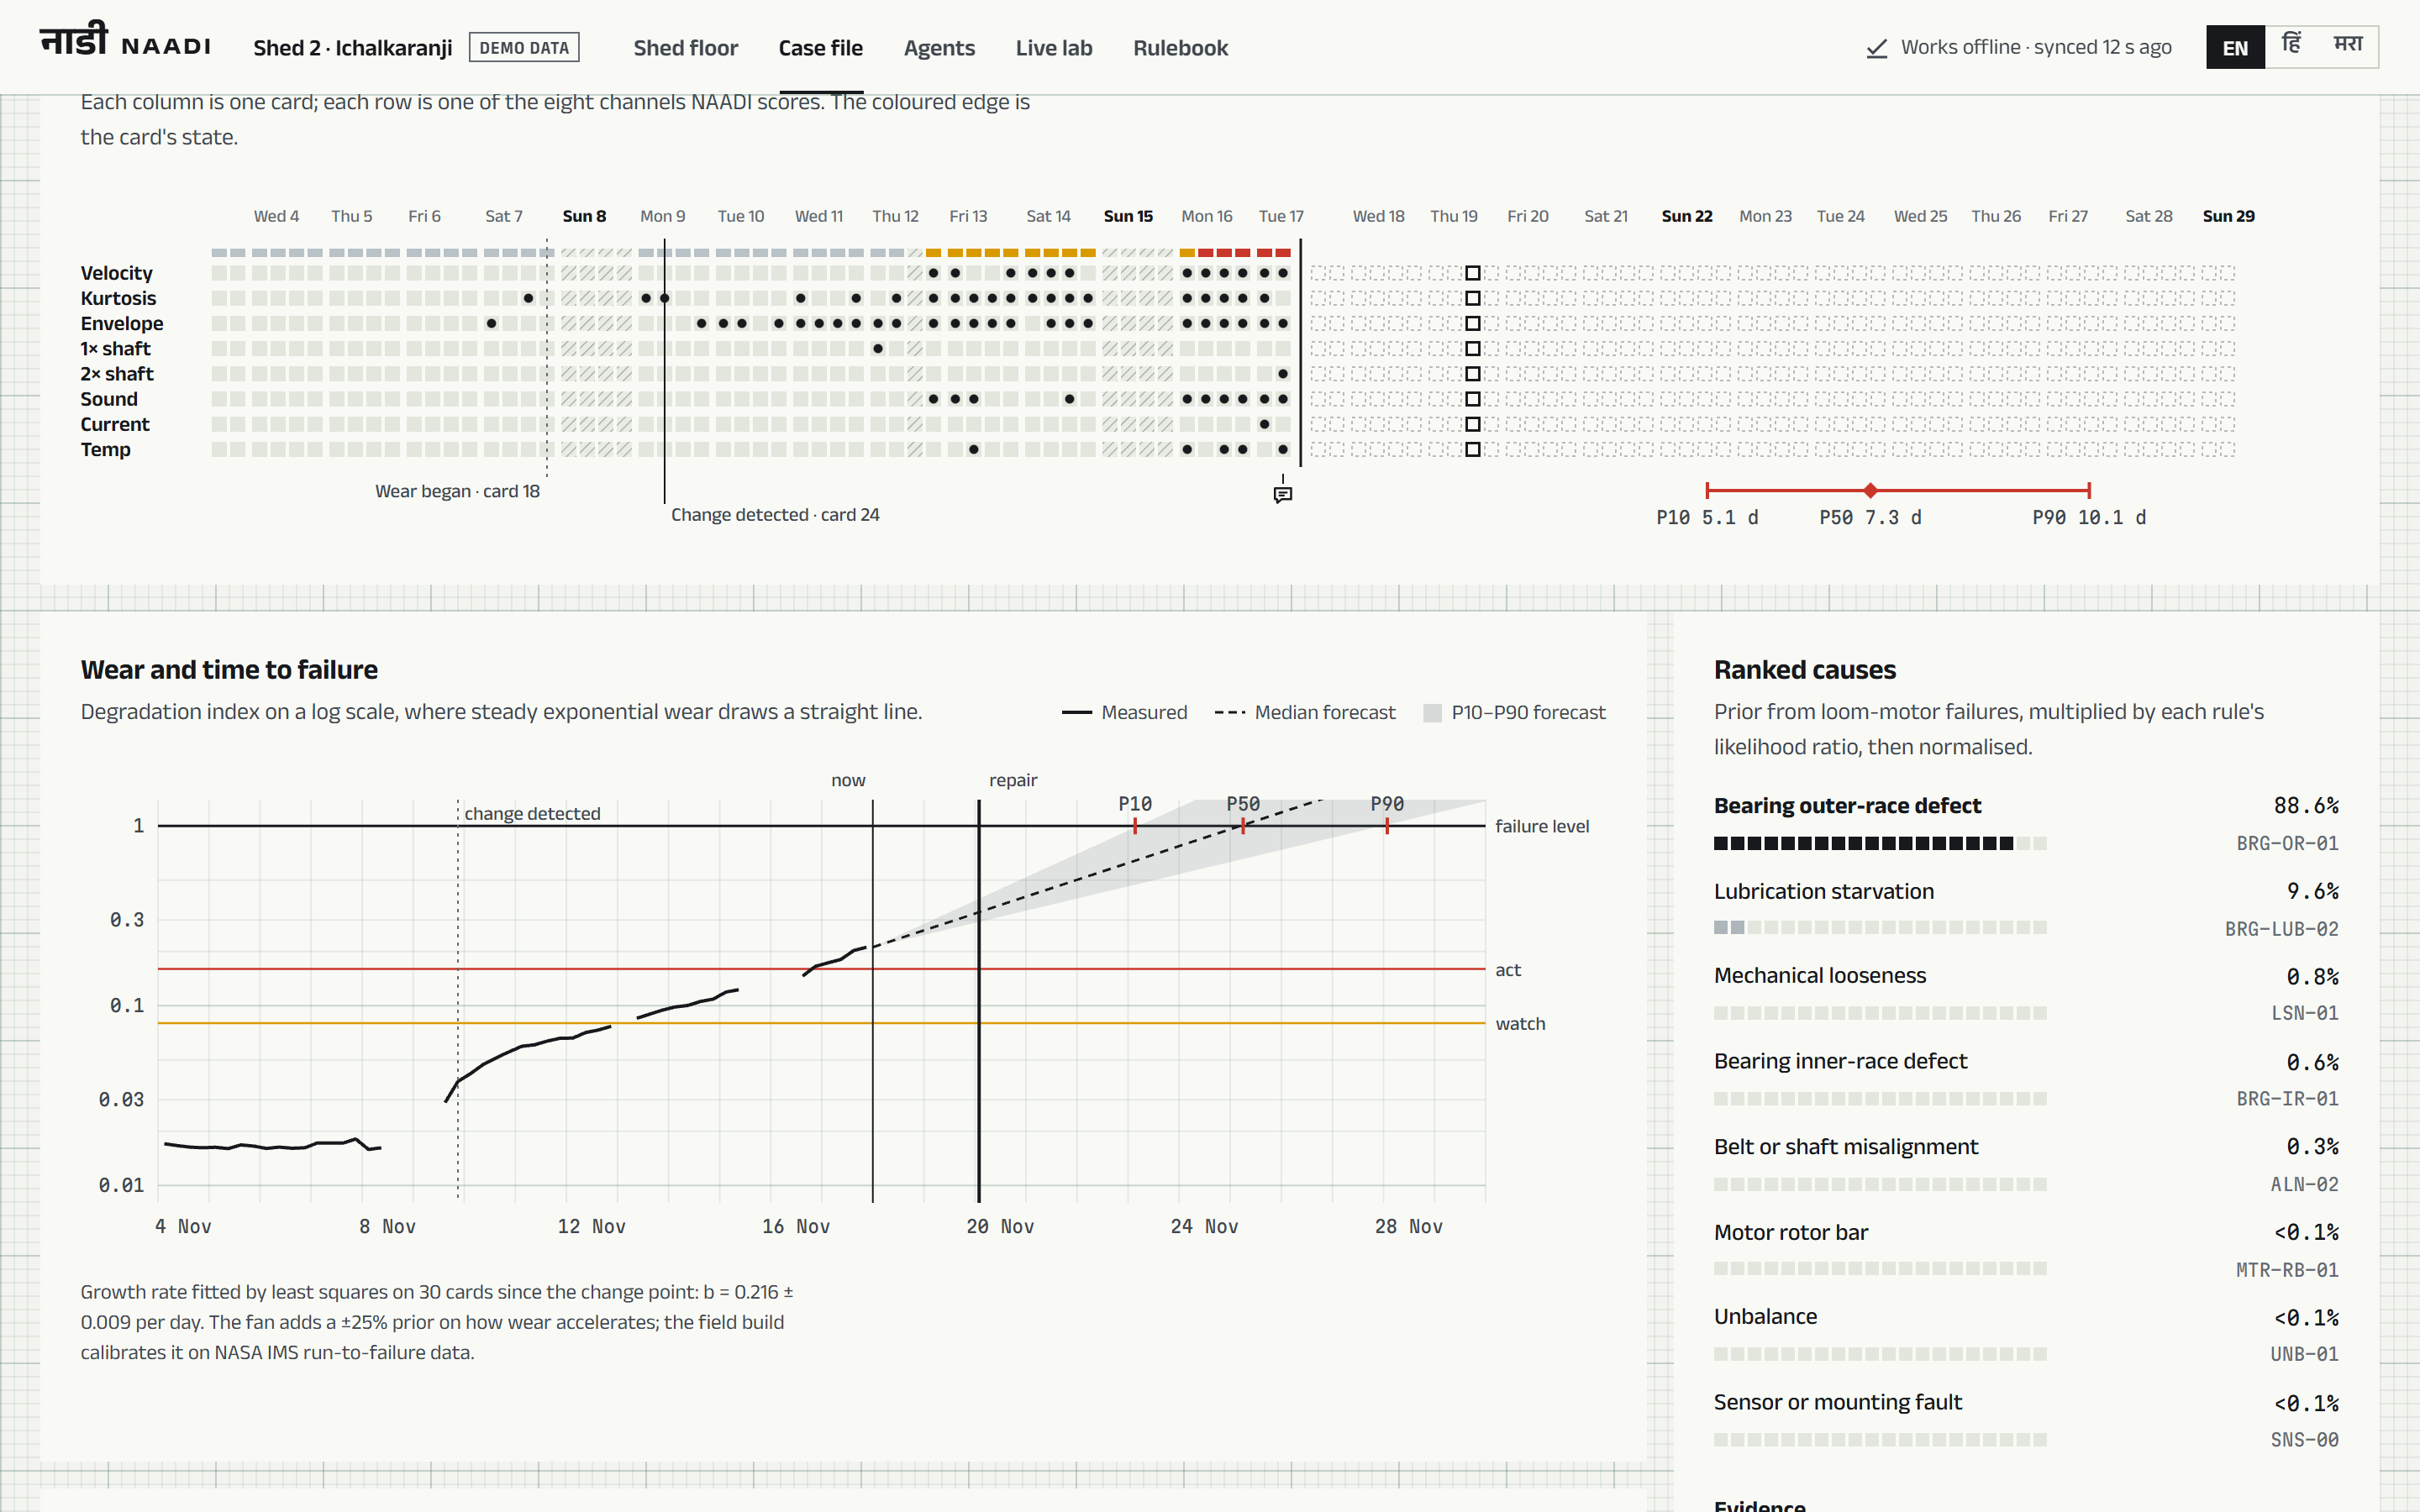 नाडी NAADI Shed 2 · Ichalkaranji DEMO DATA Shed floor Case file Agents Live lab Rulebook Works offline · synced 12 s ago EN हिं मरा
Each column is one card; each row is one of the eight channels NAADI scores. The coloured edge is
the card's state.
Wed 4 Thu 5 Fri 6 Sat 7 Sun 8 Mon 9 Tue 10 Wed 11 Thu 12 Fri 13 Sat 14 Sun 15 Mon 16 Tue 17 Wed 18 Thu 19 Fri 20 Sat 21 Sun 22 Mon 23 Tue 24 Wed 25 Thu 26 Fri 27 Sat 28 Sun 29
Velocity
Kurtosis
Envelope
1× shaft
2× shaft
Sound
Current
Temp
Wear began · card 18
Change detected · card 24
P10 5.1 d P50 7.3 d P90 10.1 d
Wear and time to failure
Degradation index on a log scale, where steady exponential wear draws a straight line.
Measured Median forecast P10–P90 forecast
now repair
P10 P50 P90
change detected
1 failure level
0.3
act
0.1
watch
0.03
0.01
4 Nov 8 Nov 12 Nov 16 Nov 20 Nov 24 Nov 28 Nov
Growth rate fitted by least squares on 30 cards since the change point: b = 0.216 ±
0.009 per day. The fan adds a ±25% prior on how wear accelerates; the field build
calibrates it on NASA IMS run-to-failure data.
Ranked causes
Prior from loom-motor failures, multiplied by each rule's
likelihood ratio, then normalised.
Bearing outer-race defect 88.6%
BRG-OR-01
Lubrication starvation 9.6%
BRG-LUB-02
Mechanical looseness 0.8%
LSN-01
Bearing inner-race defect 0.6%
BRG-IR-01
Belt or shaft misalignment 0.3%
ALN-02
Motor rotor bar <0.1%
MTR-RB-01
Unbalance <0.1%
UNB-01
Sensor or mounting fault <0.1%
SNS-00
Evidence